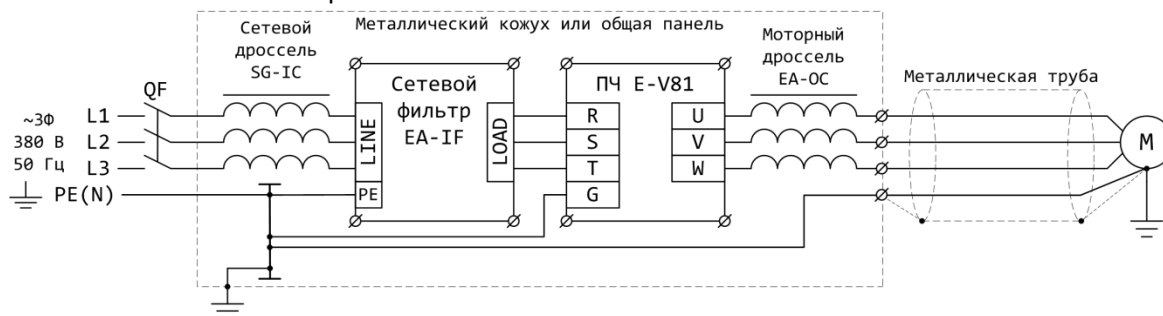 Металлический кожух или общая панель
Сетевой
дроссель
SG-IC
Моторный
дроссель
EA-OC
Металлическая труба
QF
Сетевой
фильтр
EA-IF
ПЧ E-V81
~3Ф
380 В
50 Гц
L1
L2
L3
PE(N)
LINE
PE
LOAD
R
S
T
G
U
V
W
M